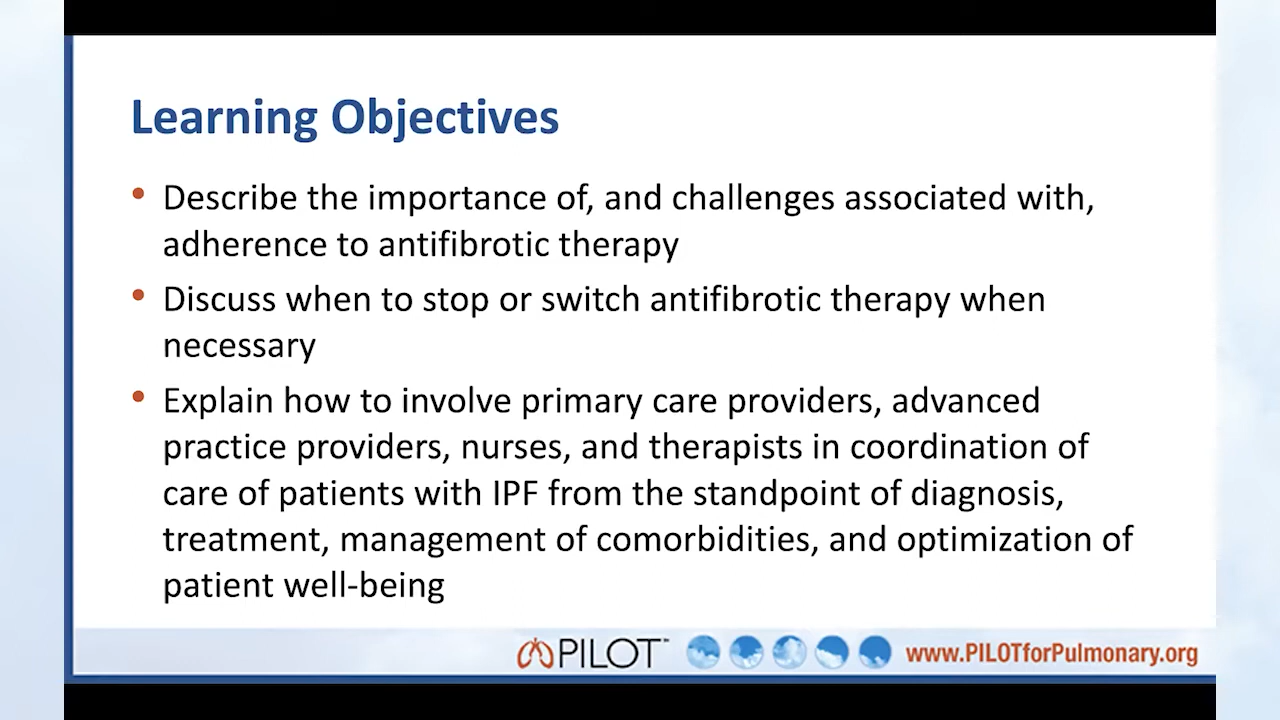 Learning Objectives
• Describe the importance of, and challenges associated with,
adherence to antifibrotic therapy
• Discuss when to stop or switch antifibrotic therapy when
necessary
• Explain how to involve primary care providers, advanced
practice providers, nurses, and therapists in coordination of
care of patients with IPF from the standpoint of diagnosis,
treatment, management of comorbidities, and optimization of
patient well-being
PILOT™ www.PILOTforPulmonary.org